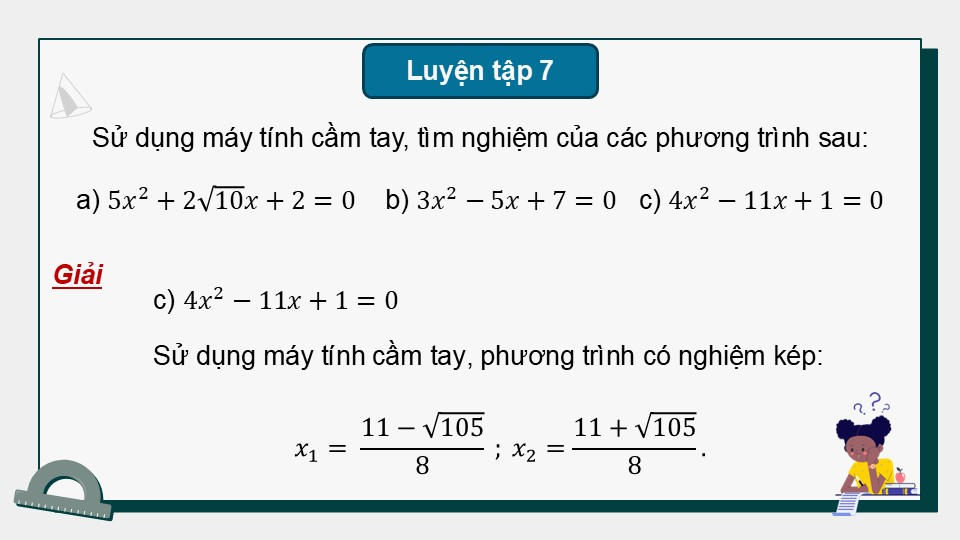 Luyện tập 7
Sử dụng máy tính cầm tay, tìm nghiệm của các phương trình sau:
a) 5x² + 2√10x + 2 = 0 b) 3x² − 5x + 7 = 0 c) 4x² − 11x + 1 = 0
Giải
c) 4x² − 11x + 1 = 0
Sử dụng máy tính cầm tay, phương trình có nghiệm kép:
x₁ = (11 − √105)/8 ; x₂ = (11 + √105)/8.
???